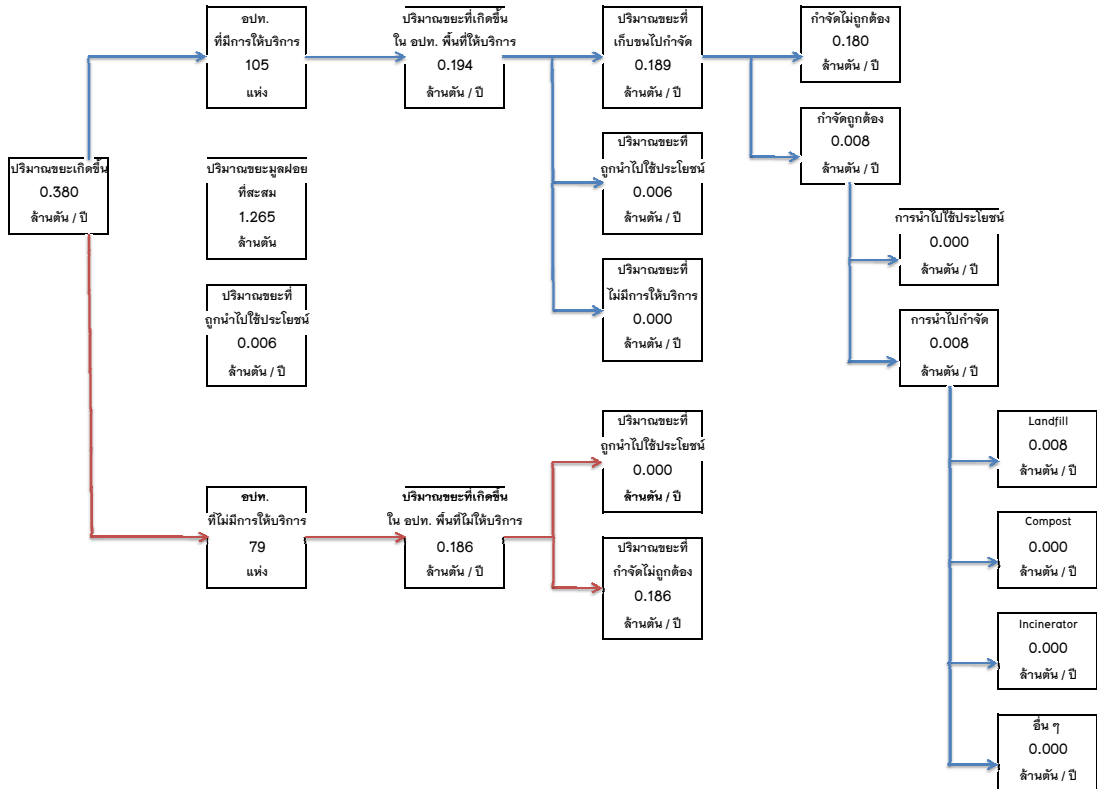 ปริมาณขยะเกิดขึ้น
0.380
ล้านตัน / ปี
อปท.
ที่มีการให้บริการ
105
แห่ง
ปริมาณขยะที่เกิดขึ้น
ใน อปท. พื้นที่ให้บริการ
0.194
ล้านตัน / ปี
ปริมาณขยะที่
เก็บขนไปกำจัด
0.189
ล้านตัน / ปี
กำจัดไม่ถูกต้อง
0.180
ล้านตัน / ปี
กำจัดถูกต้อง
0.008
ล้านตัน / ปี
ปริมาณขยะมูลฝอย
ที่สะสม
1.265
ล้านตัน
ปริมาณขยะที่
ถูกนำไปใช้ประโยชน์
0.006
ล้านตัน / ปี
การนำไปใช้ประโยชน์
0.000
ล้านตัน / ปี
ปริมาณขยะที่
ถูกนำไปใช้ประโยชน์
0.006
ล้านตัน / ปี
ปริมาณขยะที่
ไม่มีการให้บริการ
0.000
ล้านตัน / ปี
การนำไปกำจัด
0.008
ล้านตัน / ปี
ปริมาณขยะที่
ถูกนำไปใช้ประโยชน์
0.000
ล้านตัน / ปี
Landfill
0.008
ล้านตัน / ปี
อปท.
ที่ไม่มีการให้บริการ
79
แห่ง
ปริมาณขยะที่เกิดขึ้น
ใน อปท. พื้นที่ไม่ให้บริการ
0.186
ล้านตัน / ปี
ปริมาณขยะที่
กำจัดไม่ถูกต้อง
0.186
ล้านตัน / ปี
Compost
0.000
ล้านตัน / ปี
Incinerator
0.000
ล้านตัน / ปี
อื่น ๆ
0.000
ล้านตัน / ปี